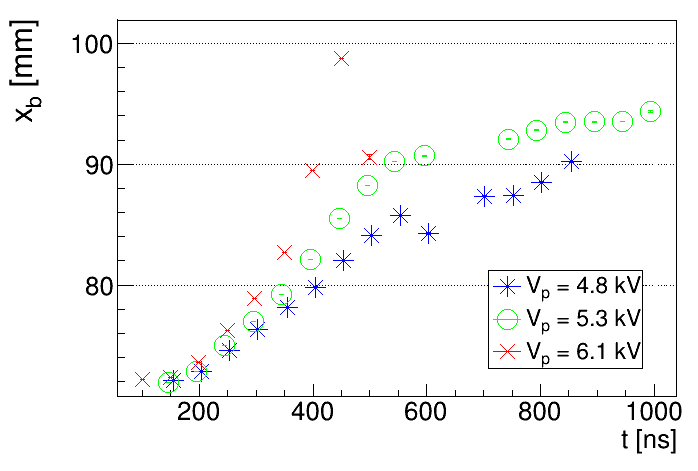 x_b [mm]
100
90
80
V_p = 4.8 kV
V_p = 5.3 kV
V_p = 6.1 kV
200 400 600 800 1000
t [ns]